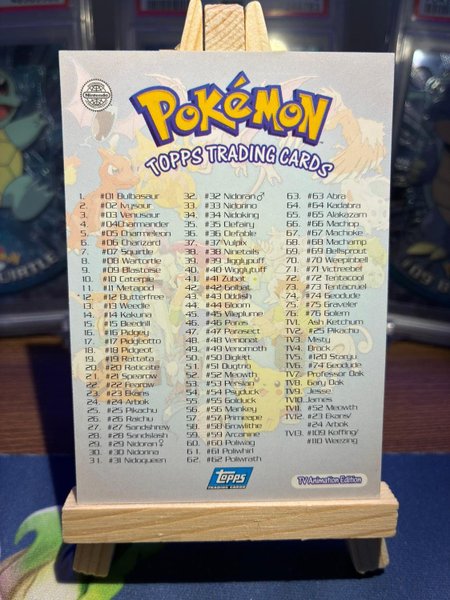 Nintendo
POKéMON
TOPPS TRADING CARDS
1. #01 Bulbasaur
2. #02 Ivysaur
3. #03 Venusaur
4. #04Charmander
5. #05 Charmeleon
6. #06 Charizard
7. #07 Squirtle
8. #08 Wartortle
9. #09 Blastoise
10. #10 Caterpie
11. #11 Metapod
12. #12 Butterfree
13. #13 Weedle
14. #14 Kakuna
15. #15 Beedrill
16. #16 Pidgey
17. #17 Pidgeotto
18. #18 Pidgeot
19. #19 Rattata
20. #20 Raticate
21. #21 Spearow
22. #22 Fearow
23. #23 Ekans
24. #24 Arbok
25. #25 Pikachu
26. #26 Raichu
27. #27 Sandshrew
28. #28 Sandslash
29. #29 Nidoran♀
30. #30 Nidorina
31. #31 Nidoqueen
32. #32 Nidoran♂
33. #33 Nidorino
34. #34 Nidoking
35. #35 Clefairy
36. #36 Clefable
37. #37 Vulpix
38. #38 Ninetails
39. #39 Jigglypuff
40. #40 Wigglytuff
41. #41 Zubat
42. #42 Golbat
43. #43 Oddish
44. #44 Gloom
45. #45 Vileplume
46. #46 Paras
47. #47 Parasect
48. #48 Venonat
49. #49 Venomoth
50. #50 Diglett
51. #51 Dugtrio
52. #52 Meowth
53. #53 Persian
54. #54 Psyduck
55. #55 Golduck
56. #56 Mankey
57. #57 Primeape
58. #58 Growlithe
59. #59 Arcanine
60. #60 Poliwag
61. #61 Poliwhirl
62. #62 Poliwrath
63. #63 Abra
64. #64 Kadabra
65. #65 Alakazam
66. #66 Machop
67. #67 Machoke
68. #68 Machamp
69. #69 Bellsprout
70. #70 Weepinbell
71. #71 Victreebel
72. #72 Tentacool
73. #73 Tentacruel
74. #74 Geodude
75. #75 Graveler
76. #76 Golem
TV1. Ash Ketchum
TV2. #25 Pikachu
TV3. Misty
TV4. Brock
TV5. #120 Staryu
TV6. #74 Geodude
TV7. Professor Oak
TV8. Gary Oak
TV9. Jesse
TV10. James
TV11. #52 Meowth
TV12. #23 Ekans/
#24 Arbok
TV13. #109 Koffing/
#110 Weezing
Topps
TRADING CARDS
TV Animation Edition